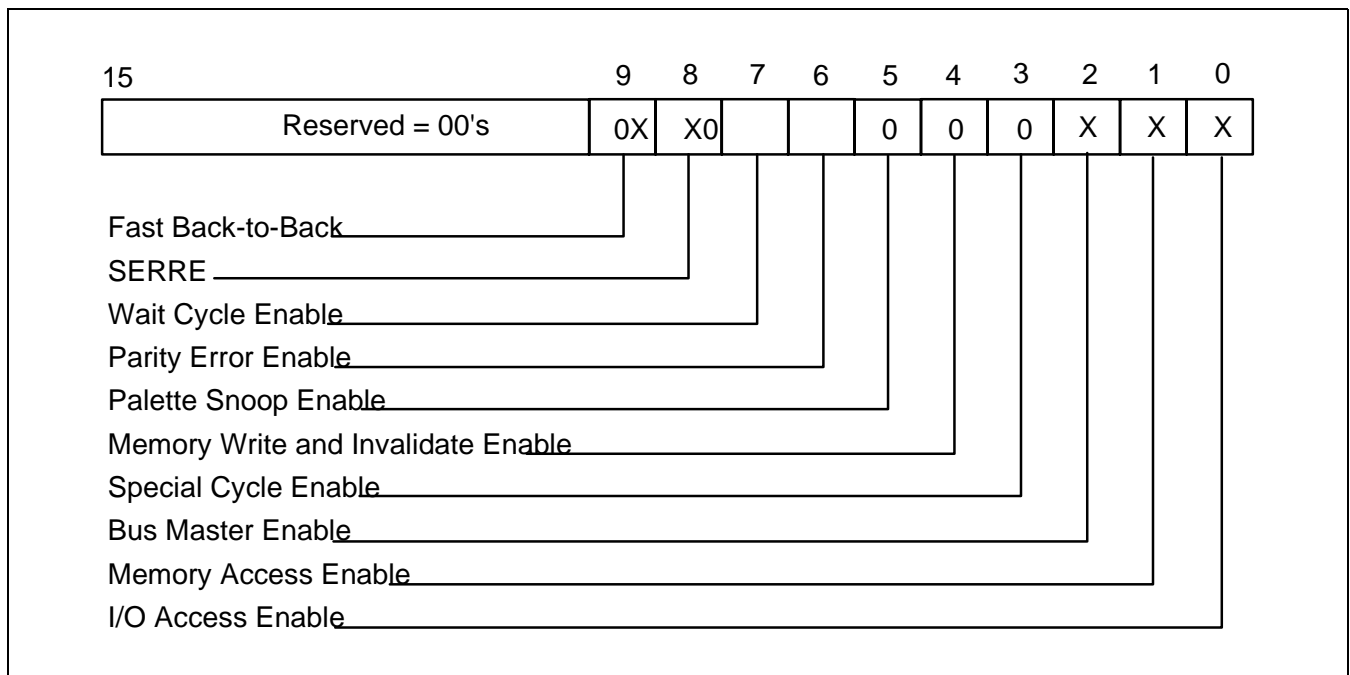 15 9 8 7 6 5 4 3 2 1 0
Reserved = 00's 0X X0 0 0 0 X X X
Fast Back-to-Back
SERRE
Wait Cycle Enable
Parity Error Enable
Palette Snoop Enable
Memory Write and Invalidate Enable
Special Cycle Enable
Bus Master Enable
Memory Access Enable
I/O Access Enable